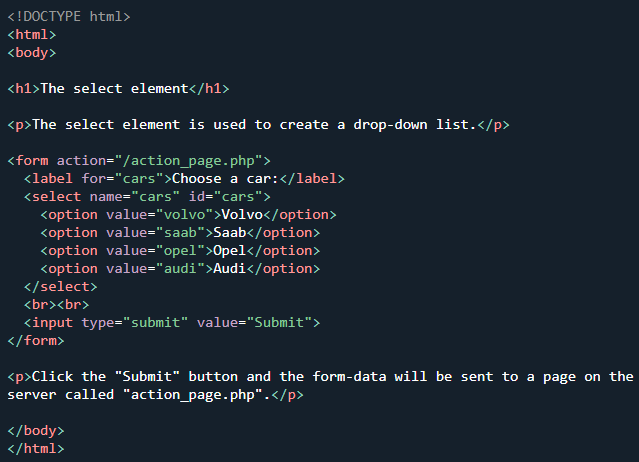 <!DOCTYPE html>
<html>
<body>
<h1>The select element</h1>
<p>The select element is used to create a drop-down list.</p>
<form action="/action_page.php">
<label for="cars">Choose a car:</label>
<select name="cars" id="cars">
<option value="volvo">Volvo</option>
<option value="saab">Saab</option>
<option value="opel">Opel</option>
<option value="audi">Audi</option>
</select>
<br><br>
<input type="submit" value="Submit">
</form>
<p>Click the "Submit" button and the form-data will be sent to a page on the
server called "action_page.php".</p>
</body>
</html>